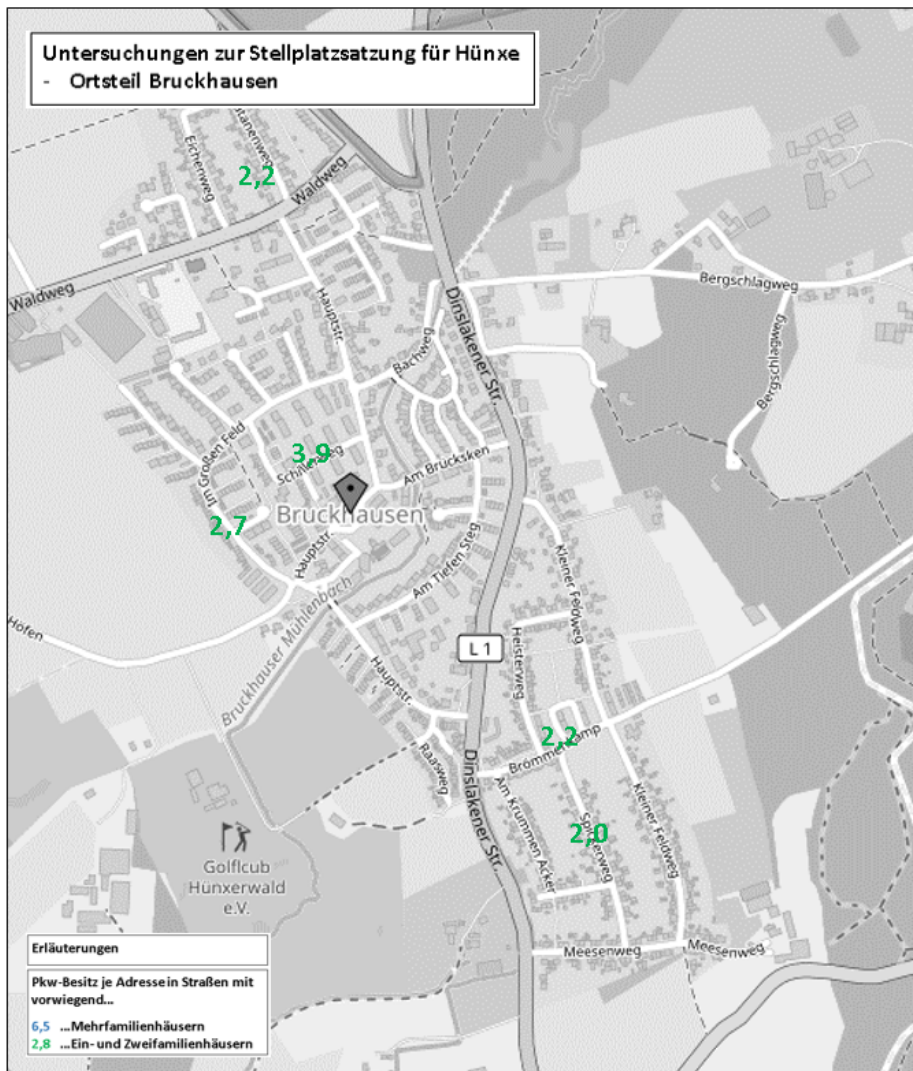 Untersuchungen zur Stellplatzsatzung für Hünxe
- Ortsteil Bruckhausen
Eichenweg
2,2
Waldweg
Waldweg
Hauptstr.
Bachweg
Dinslakener Str.
Bergschlagweg
Bergschlagweg
Im Großen Feld
3,9
Am Brücksken
2,7
Bruckhausen
Hauptstr.
Am Tiefen Steg
Kleiner Feldweg
Hofen
Bruckhauser Mühlenbach
L 1
Heisterweg
Hauptstr.
Raasweg
2,2
Dinslakener Str.
Am Krummen Acker
2,0
Kleiner Feldweg
Golflcub
Hünxerwald
e.V.
Meesenweg
Meesenweg
Erläuterungen
Pkw-Besitz je Adresse in Straßen mit
vorwiegend...
6,5 ...Mehrfamilienhäusern
2,8 ...Ein- und Zweifamilienhäusern